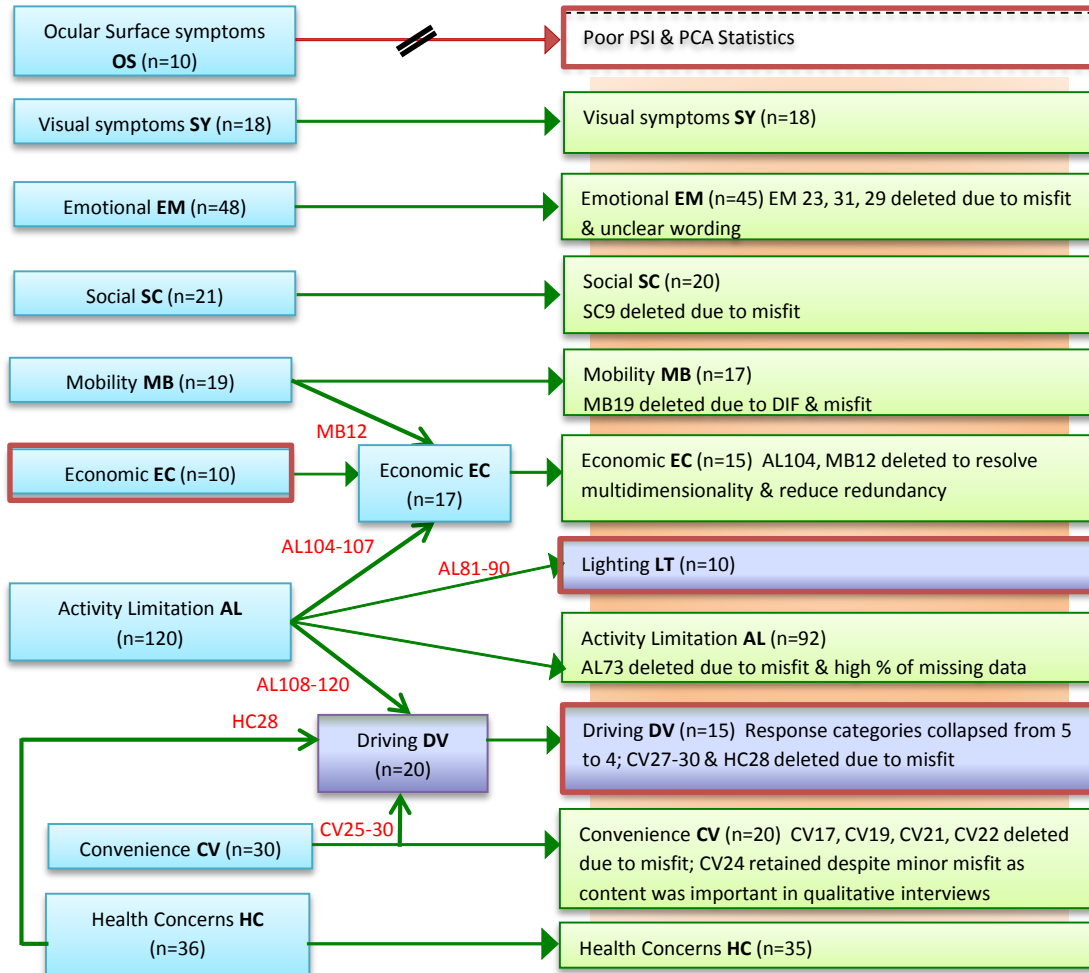 Ocular Surface symptoms
OS (n=10)
Poor PSI & PCA Statistics
Visual symptoms SY (n=18)
Visual symptoms SY (n=18)
Emotional EM (n=48)
Emotional EM (n=45) EM 23, 31, 29 deleted due to misfit
& unclear wording
Social SC (n=21)
Social SC (n=20)
SC9 deleted due to misfit
Mobility MB (n=19)
Mobility MB (n=17)
MB19 deleted due to DIF & misfit
MB12
Economic EC (n=10)
Economic EC
(n=17)
Economic EC (n=15) AL104, MB12 deleted to resolve
multidimensionality & reduce redundancy
AL104-107
AL81-90
Lighting LT (n=10)
Activity Limitation AL
(n=120)
Activity Limitation AL (n=92)
AL73 deleted due to misfit & high % of missing data
AL108-120
HC28
Driving DV
(n=20)
Driving DV (n=15) Response categories collapsed from 5
to 4; CV27-30 & HC28 deleted due to misfit
CV25-30
Convenience CV (n=30)
Convenience CV (n=20) CV17, CV19, CV21, CV22 deleted
due to misfit; CV24 retained despite minor misfit as
content was important in qualitative interviews
Health Concerns HC
(n=36)
Health Concerns HC (n=35)